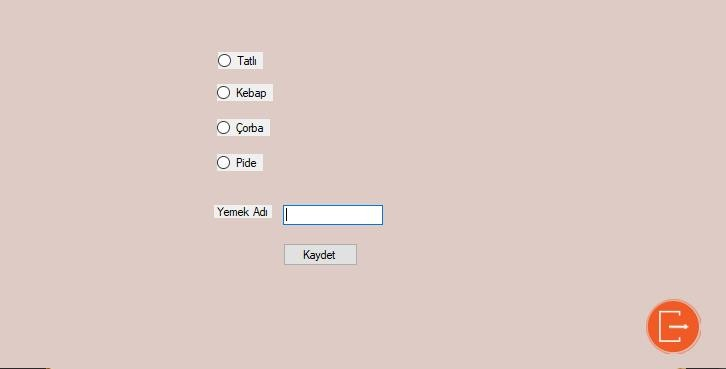 Tatlı
Kebap
Çorba
Pide
Yemek Adı
Kaydet